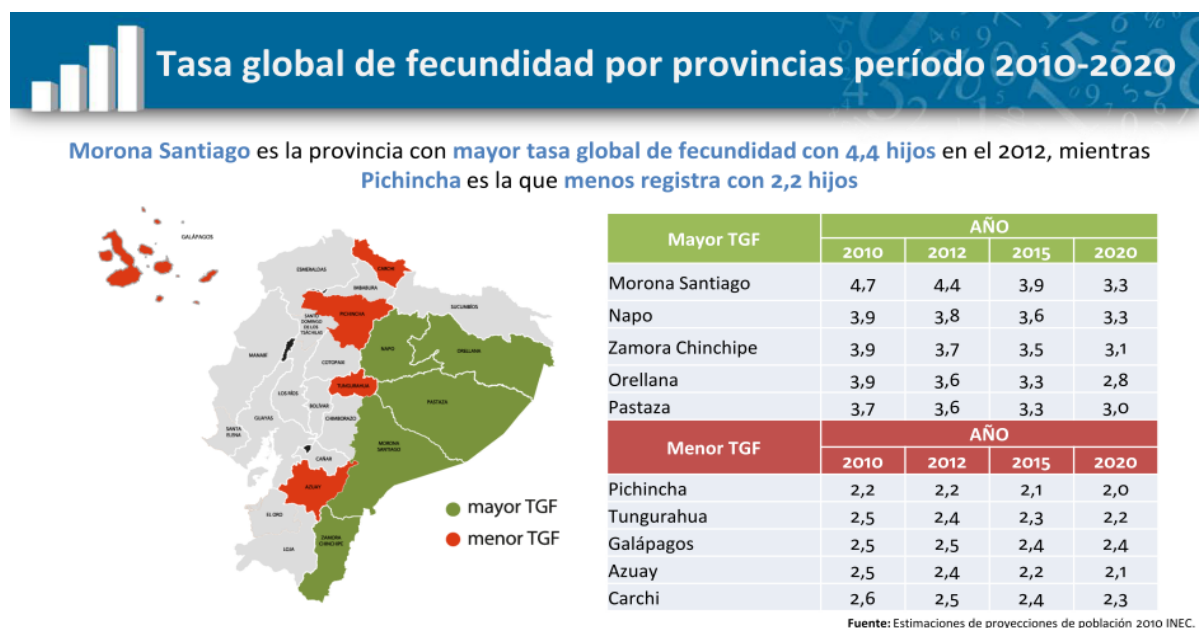 Tasa global de fecundidad por provincias período 2010-2020
Morona Santiago es la provincia con mayor tasa global de fecundidad con 4,4 hijos en el 2012, mientras
Pichincha es la que menos registra con 2,2 hijos
GALÁPAGOS
ESMERALDAS
CARCHI
IMBABURA
SUCUMBÍOS
PICHINCHA
SANTO
DOMINGO
DE LOS
TSÁCHILAS
MANABÍ
COTOPAXI
NAPO
ORELLANA
TUNGURAHUA
LOS RÍOS
BOLÍVAR
PASTAZA
GUAYAS
CHIMBORAZO
SANTA
ELENA
MORONA
SANTIAGO
CAÑAR
AZUAY
EL ORO
LOJA
ZAMORA
CHINCHIPE
mayor TGF
menor TGF
Mayor TGF AÑO
2010 2012 2015 2020
Morona Santiago 4,7 4,4 3,9 3,3
Napo 3,9 3,8 3,6 3,3
Zamora Chinchipe 3,9 3,7 3,5 3,1
Orellana 3,9 3,6 3,3 2,8
Pastaza 3,7 3,6 3,3 3,0
Menor TGF AÑO
2010 2012 2015 2020
Pichincha 2,2 2,2 2,1 2,0
Tungurahua 2,5 2,4 2,3 2,2
Galápagos 2,5 2,5 2,4 2,4
Azuay 2,5 2,4 2,2 2,1
Carchi 2,6 2,5 2,4 2,3
Fuente: Estimaciones de proyecciones de población 2010 INEC.